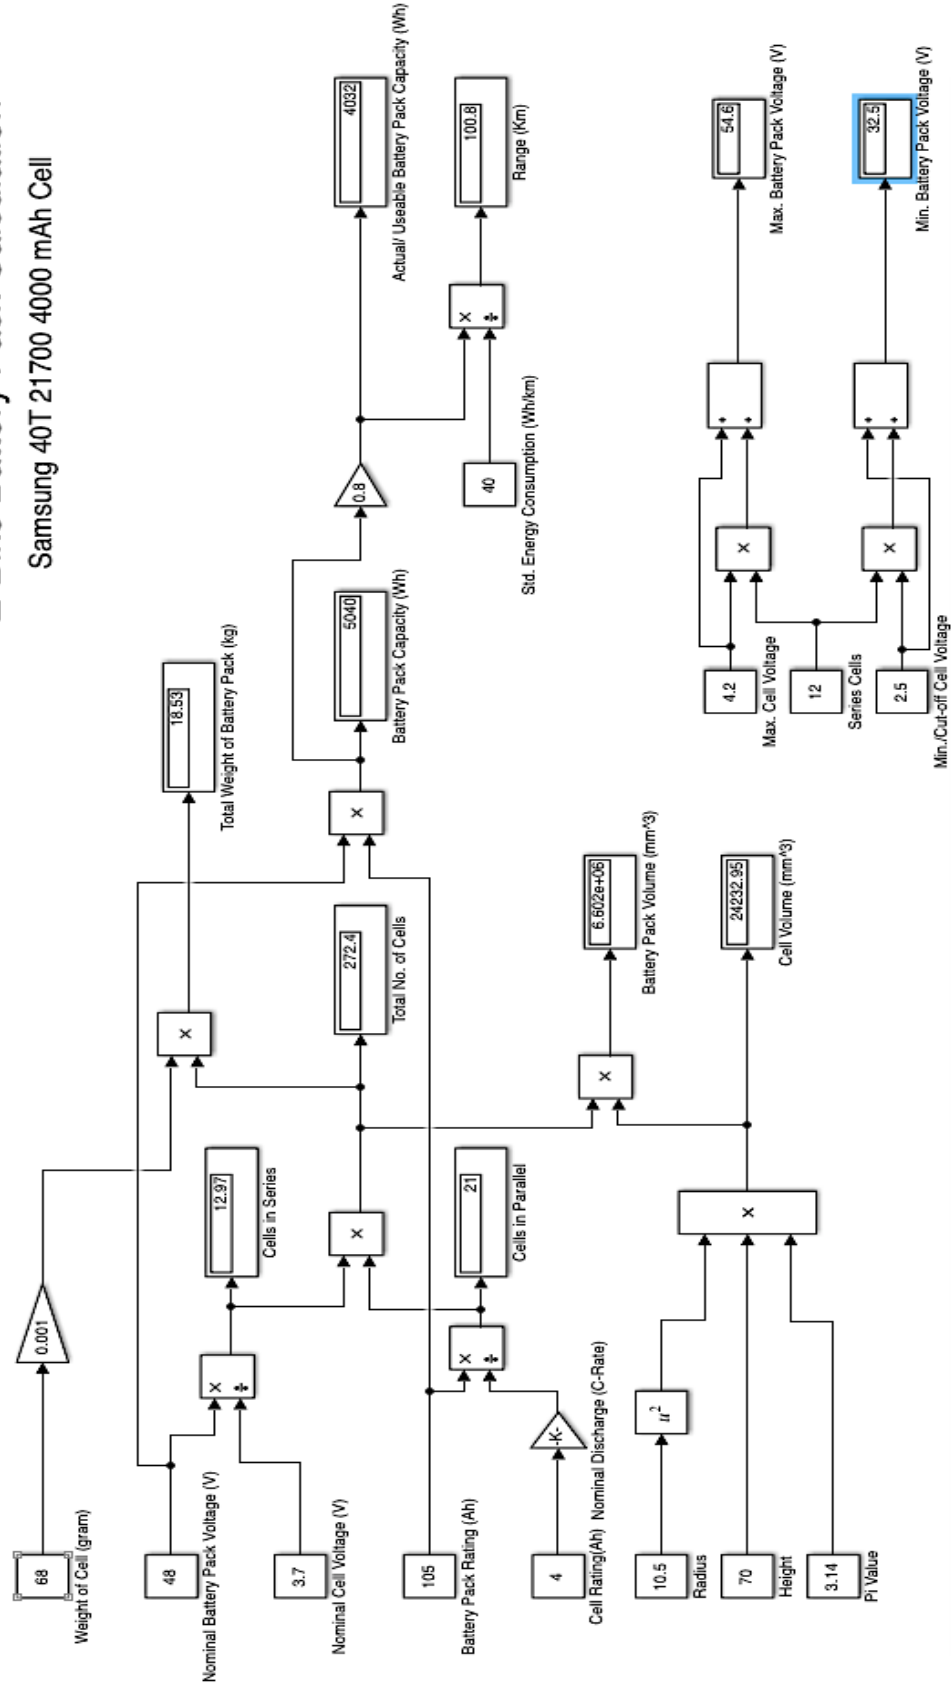 Samsung 40T 21700 4000 mAh Cell
68
Weight of Cell (gram)
0.001
×
18.53
Total Weight of Battery Pack (kg)
48
Nominal Battery Pack Voltage (V)
3.7
Nominal Cell Voltage (V)
×
÷
12.97
Cells in Series
×
272.4
Total No. of Cells
×
5040
Battery Pack Capacity (Wh)
0.8
4032
Actual/ Useable Battery Pack Capacity (Wh)
105
Battery Pack Rating (Ah)
×
÷
21
Cells in Parallel
40
Std. Energy Consumption (Wh/km)
×
÷
100.8
Range (Km)
4
Cell Rating(Ah)
-K-
Nominal Discharge (C-Rate)
10.5
Radius
u²
×
6.602e+06
Battery Pack Volume (mm^3)
70
Height
×
24232.95
Cell Volume (mm^3)
3.14
Pi Value
4.2
Max. Cell Voltage
×
+
+
54.6
Max. Battery Pack Voltage (V)
12
Series Cells
2.5
Min./Cut-off Cell Voltage
×
+
+
32.5
Min. Battery Pack Voltage (V)